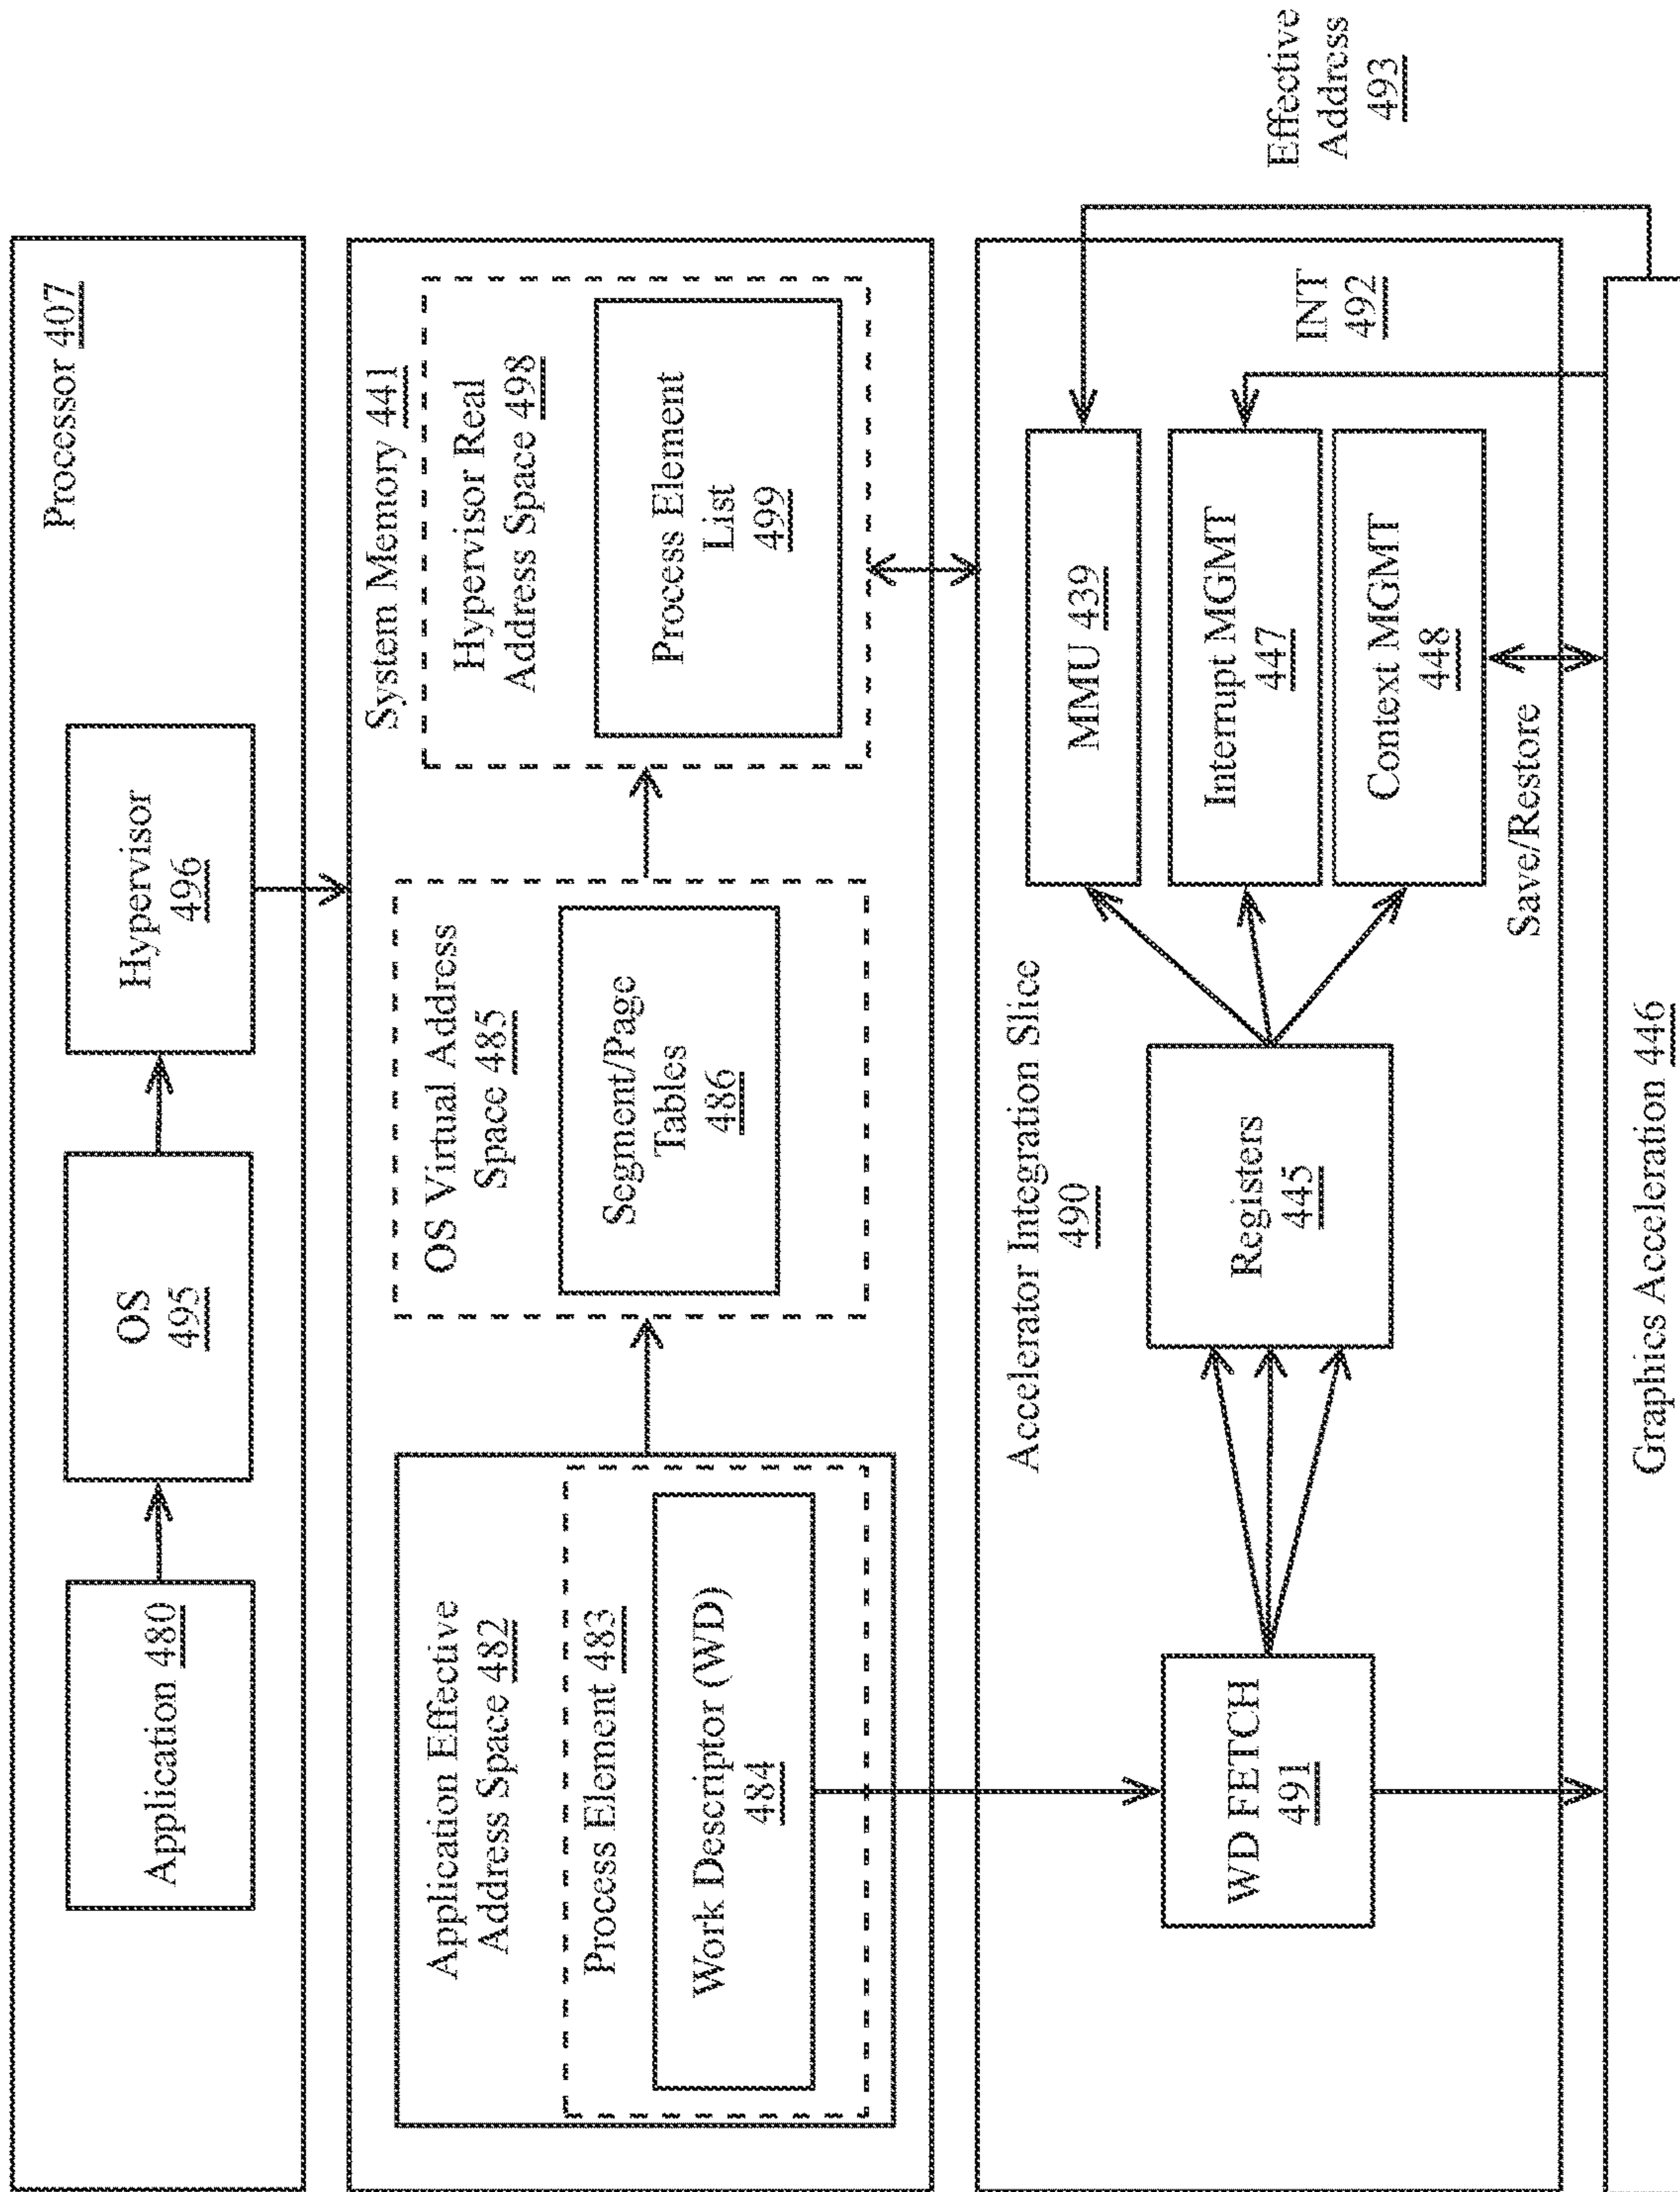 Processor 407
Application 480
OS
495
Hypervisor
496
System Memory 441
Application Effective
Address Space 482
Process Element 483
Work Descriptor (WD)
484
OS Virtual Address
Space 485
Segment/Page
Tables
486
Hypervisor Real
Address Space 498
Process Element
List
499
Accelerator Integration Slice
490
WD FETCH
491
Registers
445
MMU 439
Interrupt MGMT
447
Context MGMT
448
INT
492
Effective
Address
493
Save/Restore
Graphics Acceleration 446